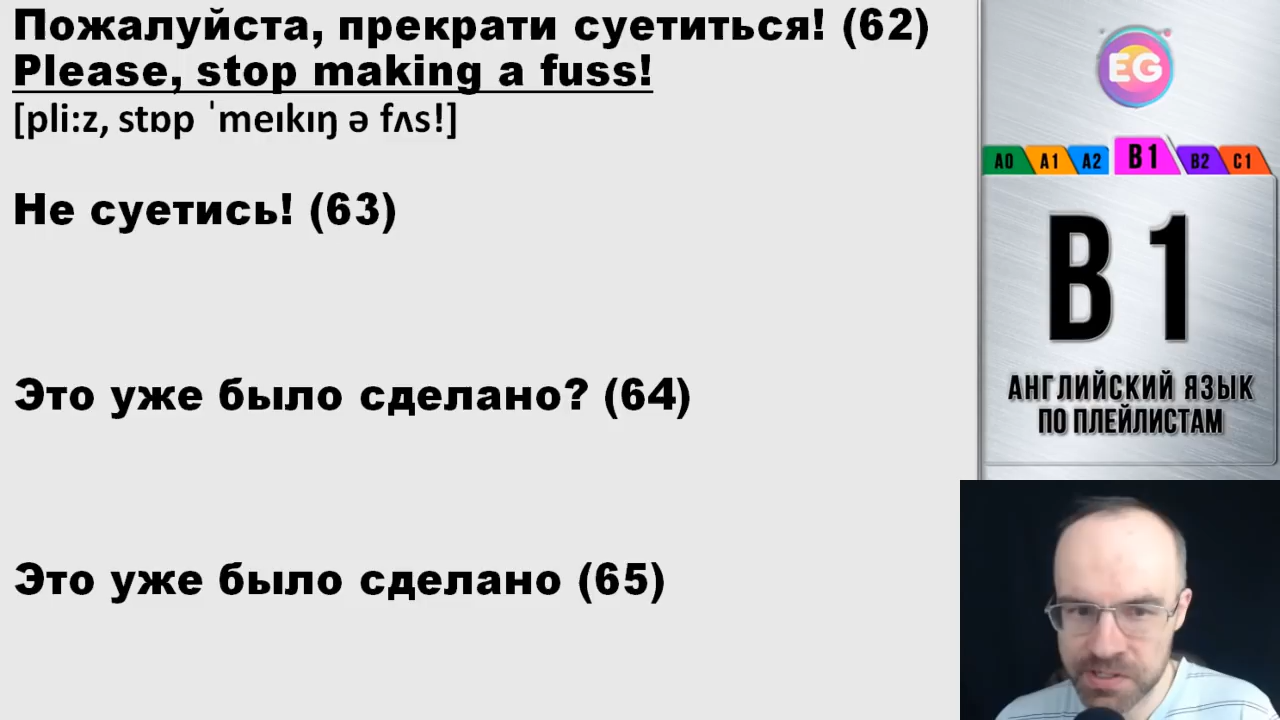 Пожалуйста, прекрати суетиться! (62)
Please, stop making a fuss!
[pli:z, stɒp ˈmeɪkɪŋ ə fʌs!]
Не суетись! (63)
Это уже было сделано? (64)
Это уже было сделано (65)
EG
A0 A1 A2 B1 B2 C1
B1
АНГЛИЙСКИЙ ЯЗЫК
ПО ПЛЕЙЛИСТАМ